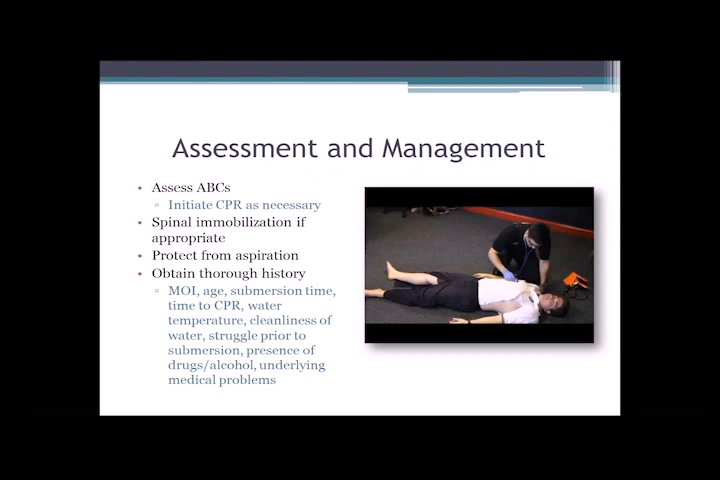 Assessment and Management
• Assess ABCs
▫ Initiate CPR as necessary
• Spinal immobilization if
appropriate
• Protect from aspiration
• Obtain thorough history
▫ MOI, age, submersion time,
time to CPR, water
temperature, cleanliness of
water, struggle prior to
submersion, presence of
drugs/alcohol, underlying
medical problems